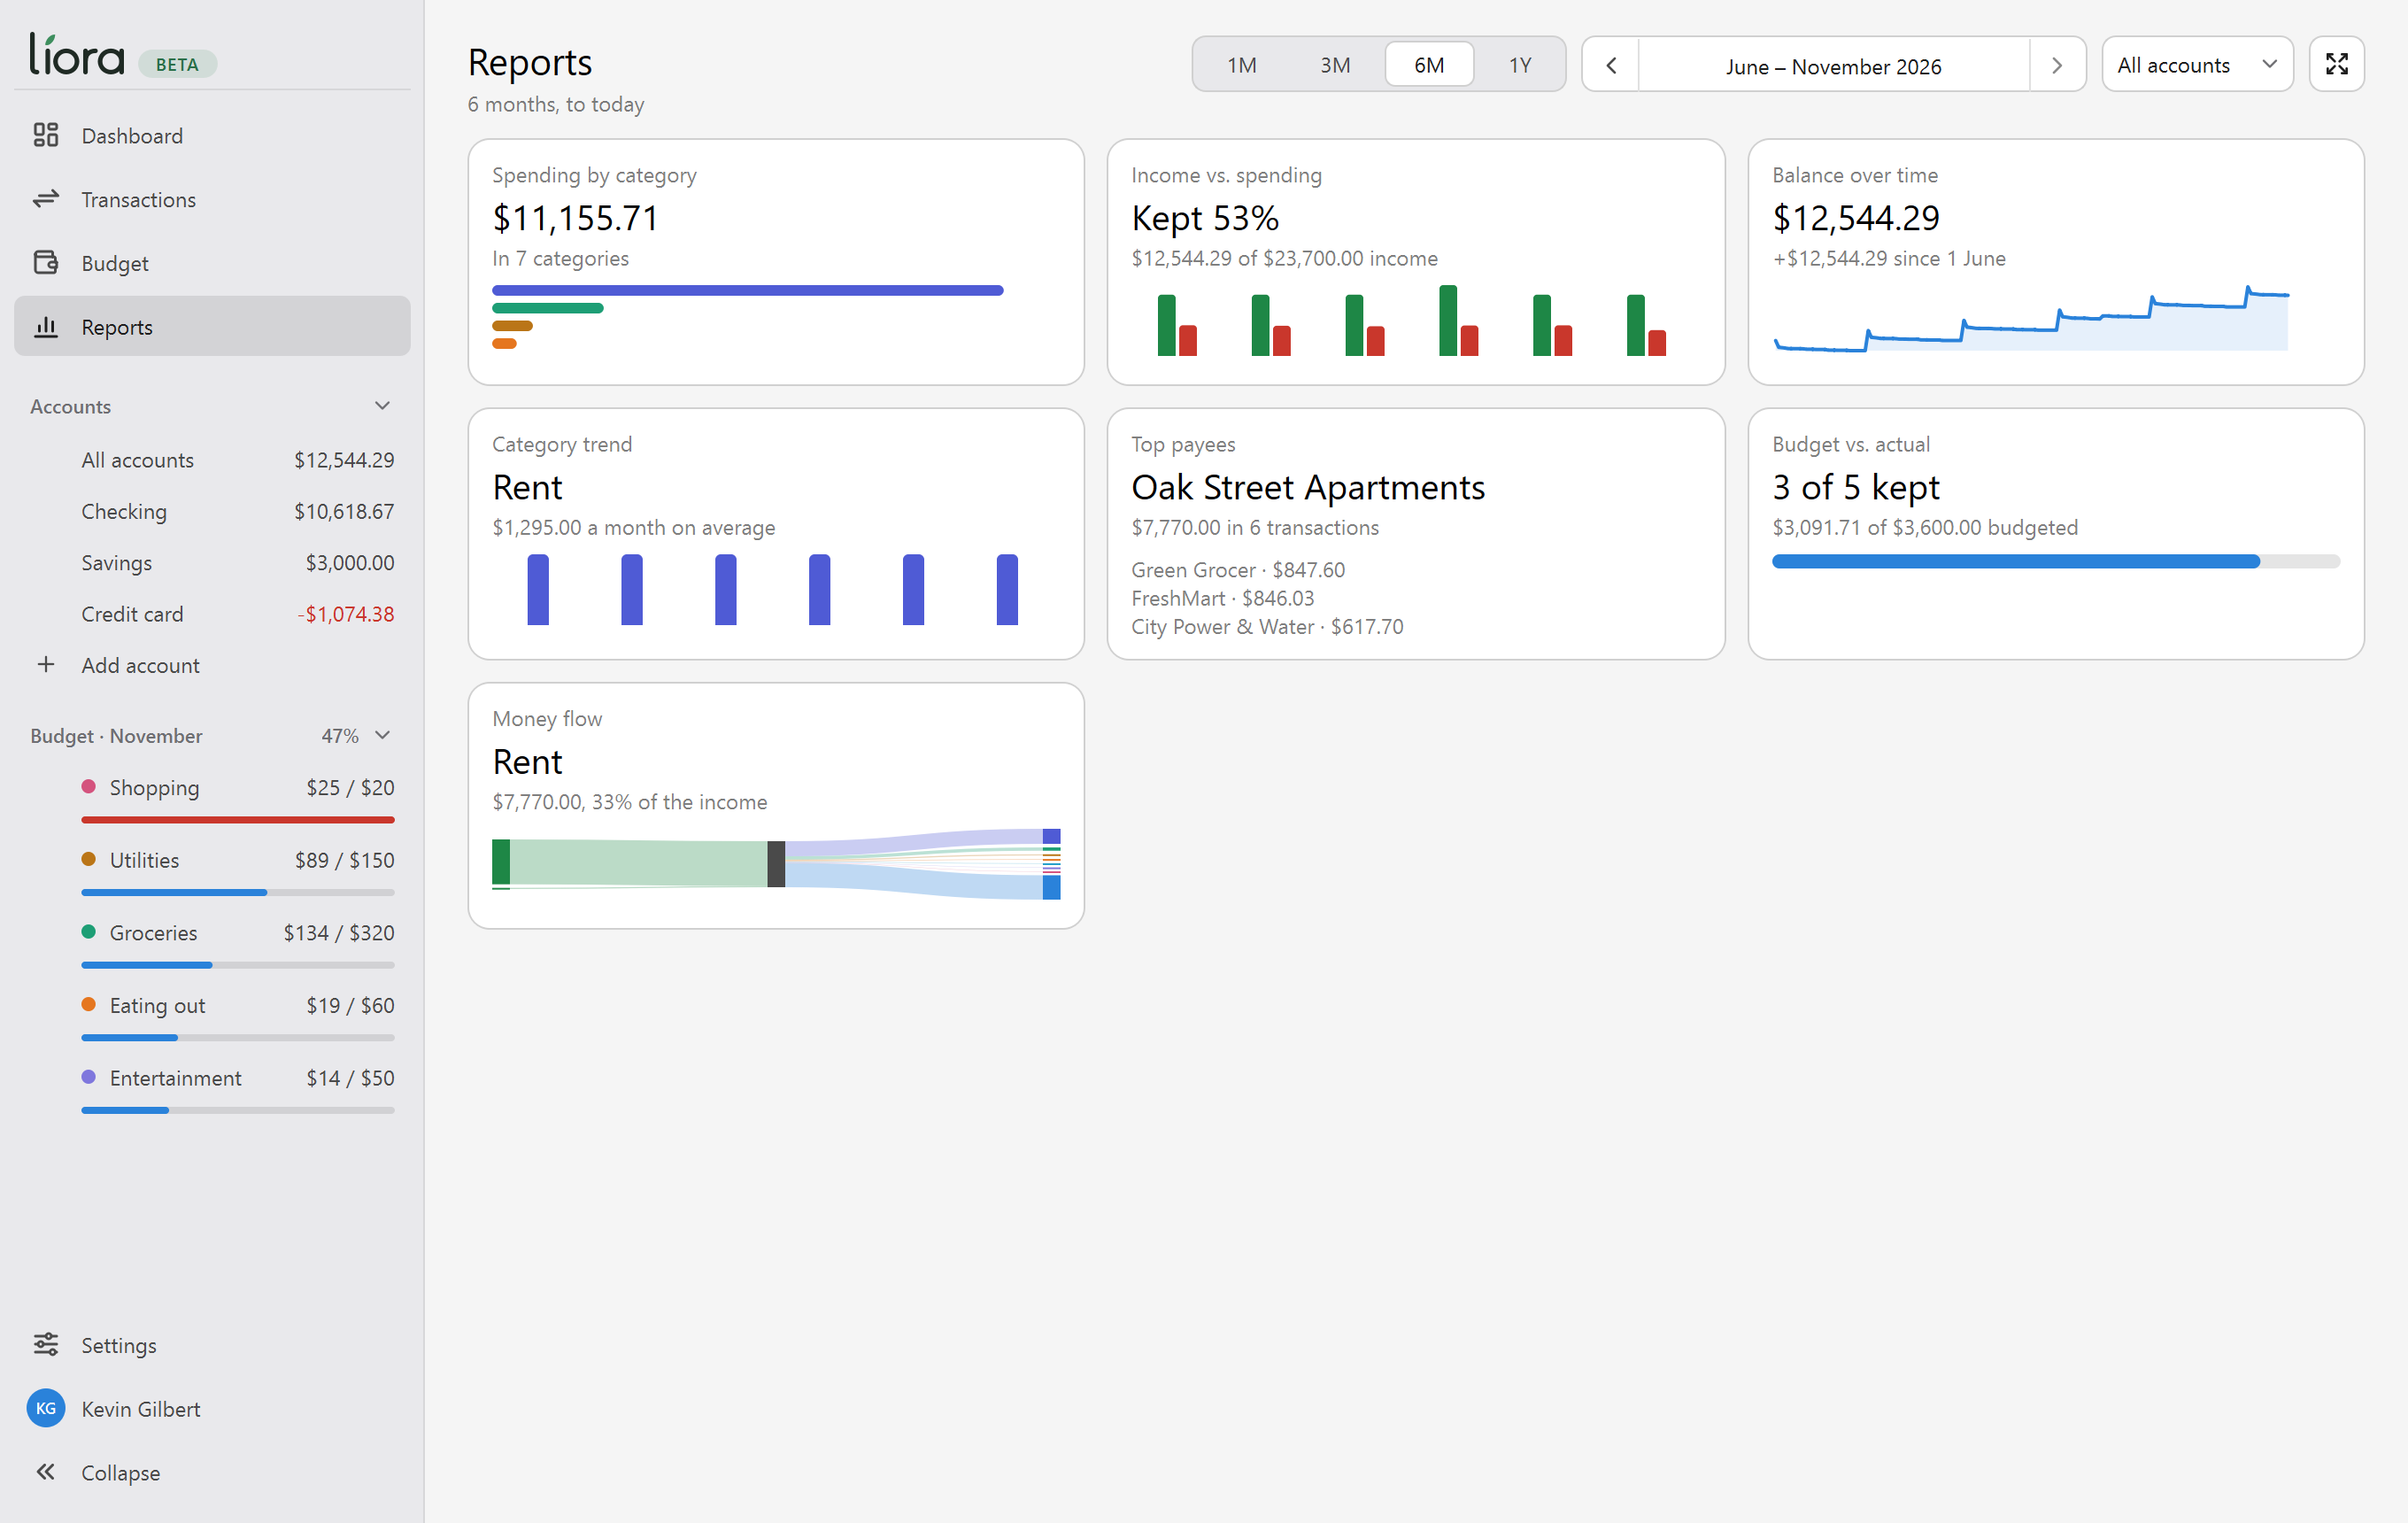 liora BETA
Dashboard
Transactions
Budget
Reports
Accounts
All accounts $12,544.29
Checking $10,618.67
Savings $3,000.00
Credit card -$1,074.38
Add account
Budget · November 47%
Shopping $25 / $20
Utilities $89 / $150
Groceries $134 / $320
Eating out $19 / $60
Entertainment $14 / $50
Settings
KG Kevin Gilbert
Collapse
Reports
6 months, to today
1M 3M 6M 1Y
June – November 2026
All accounts
Spending by category
$11,155.71
In 7 categories
Income vs. spending
Kept 53%
$12,544.29 of $23,700.00 income
Balance over time
$12,544.29
+$12,544.29 since 1 June
Category trend
Rent
$1,295.00 a month on average
Top payees
Oak Street Apartments
$7,770.00 in 6 transactions
Green Grocer · $847.60
FreshMart · $846.03
City Power & Water · $617.70
Budget vs. actual
3 of 5 kept
$3,091.71 of $3,600.00 budgeted
Money flow
Rent
$7,770.00, 33% of the income